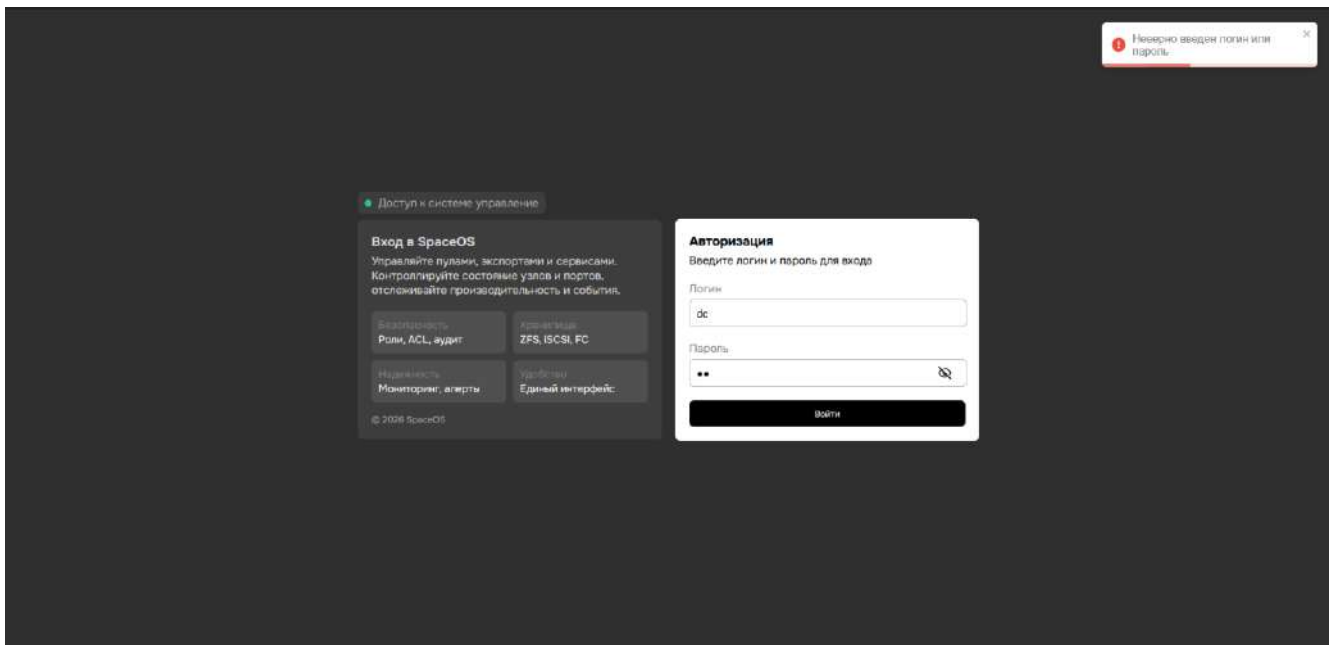 Неверно введен логин или
пароль
Доступ к системе управление
Вход в SpaceOS
Управляйте пулами, экспортами и сервисами.
Контролируйте состояние узлов и портов,
отслеживайте производительность и события.
Безопасность
Роли, ACL, аудит
Хранилища
ZFS, iSCSI, FC
Надежность
Мониторинг, алерты
Удобство
Единый интерфейс
© 2026 SpaceOS
Авторизация
Введите логин и пароль для входа
Логин
dc
Пароль
••
Войти